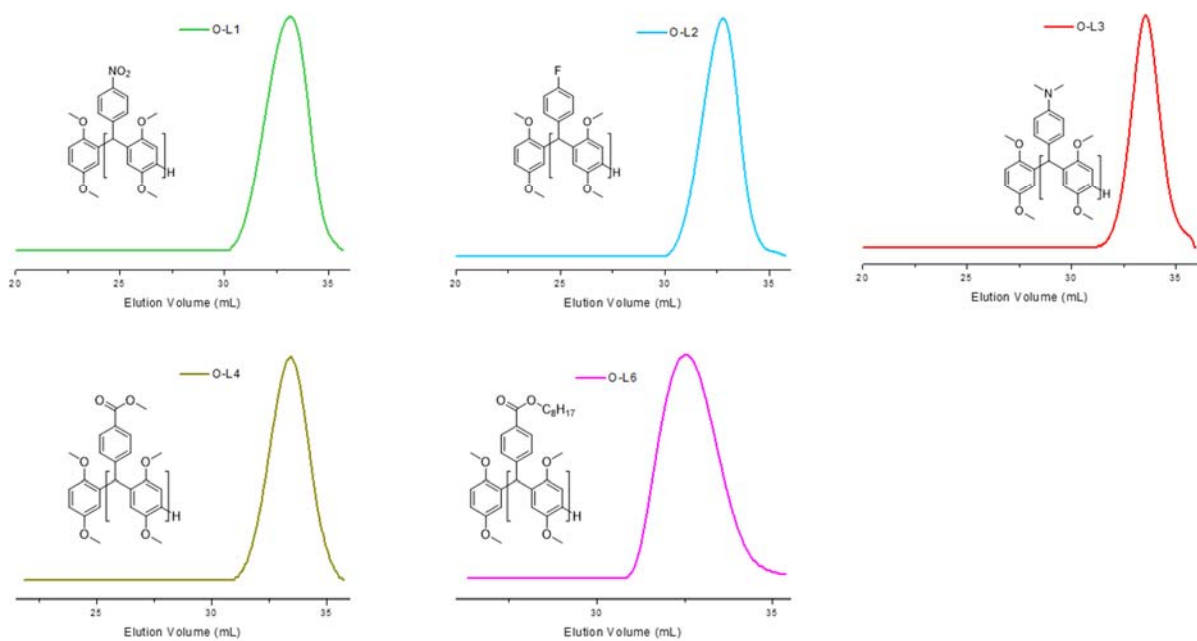 O-L1
NO₂
O
O
O
O
H
20 25 30 35
Elution Volume (mL)
O-L2
F
O
O
O
O
H
20 25 30 35
Elution Volume (mL)
O-L3
N
O
O
O
O
H
20 25 30 35
Elution Volume (mL)
O-L4
O
O
O
O
O
O
H
25 30 35
Elution Volume (mL)
O-L6
O
O C₈H₁₇
O
O
O
O
H
30 35
Elution Volume (mL)